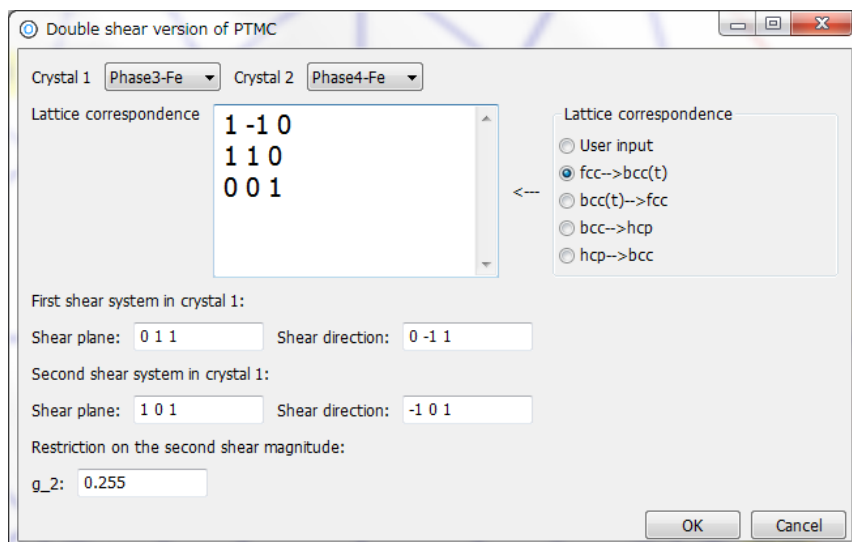 Double shear version of PTMC
Crystal 1 Phase3-Fe Crystal 2 Phase4-Fe
Lattice correspondence
1 -1 0
1 1 0
0 0 1
<---
Lattice correspondence
User input
fcc-->bcc(t)
bcc(t)-->fcc
bcc-->hcp
hcp-->bcc
First shear system in crystal 1:
Shear plane: 0 1 1 Shear direction: 0 -1 1
Second shear system in crystal 1:
Shear plane: 1 0 1 Shear direction: -1 0 1
Restriction on the second shear magnitude:
g_2: 0.255
OK Cancel